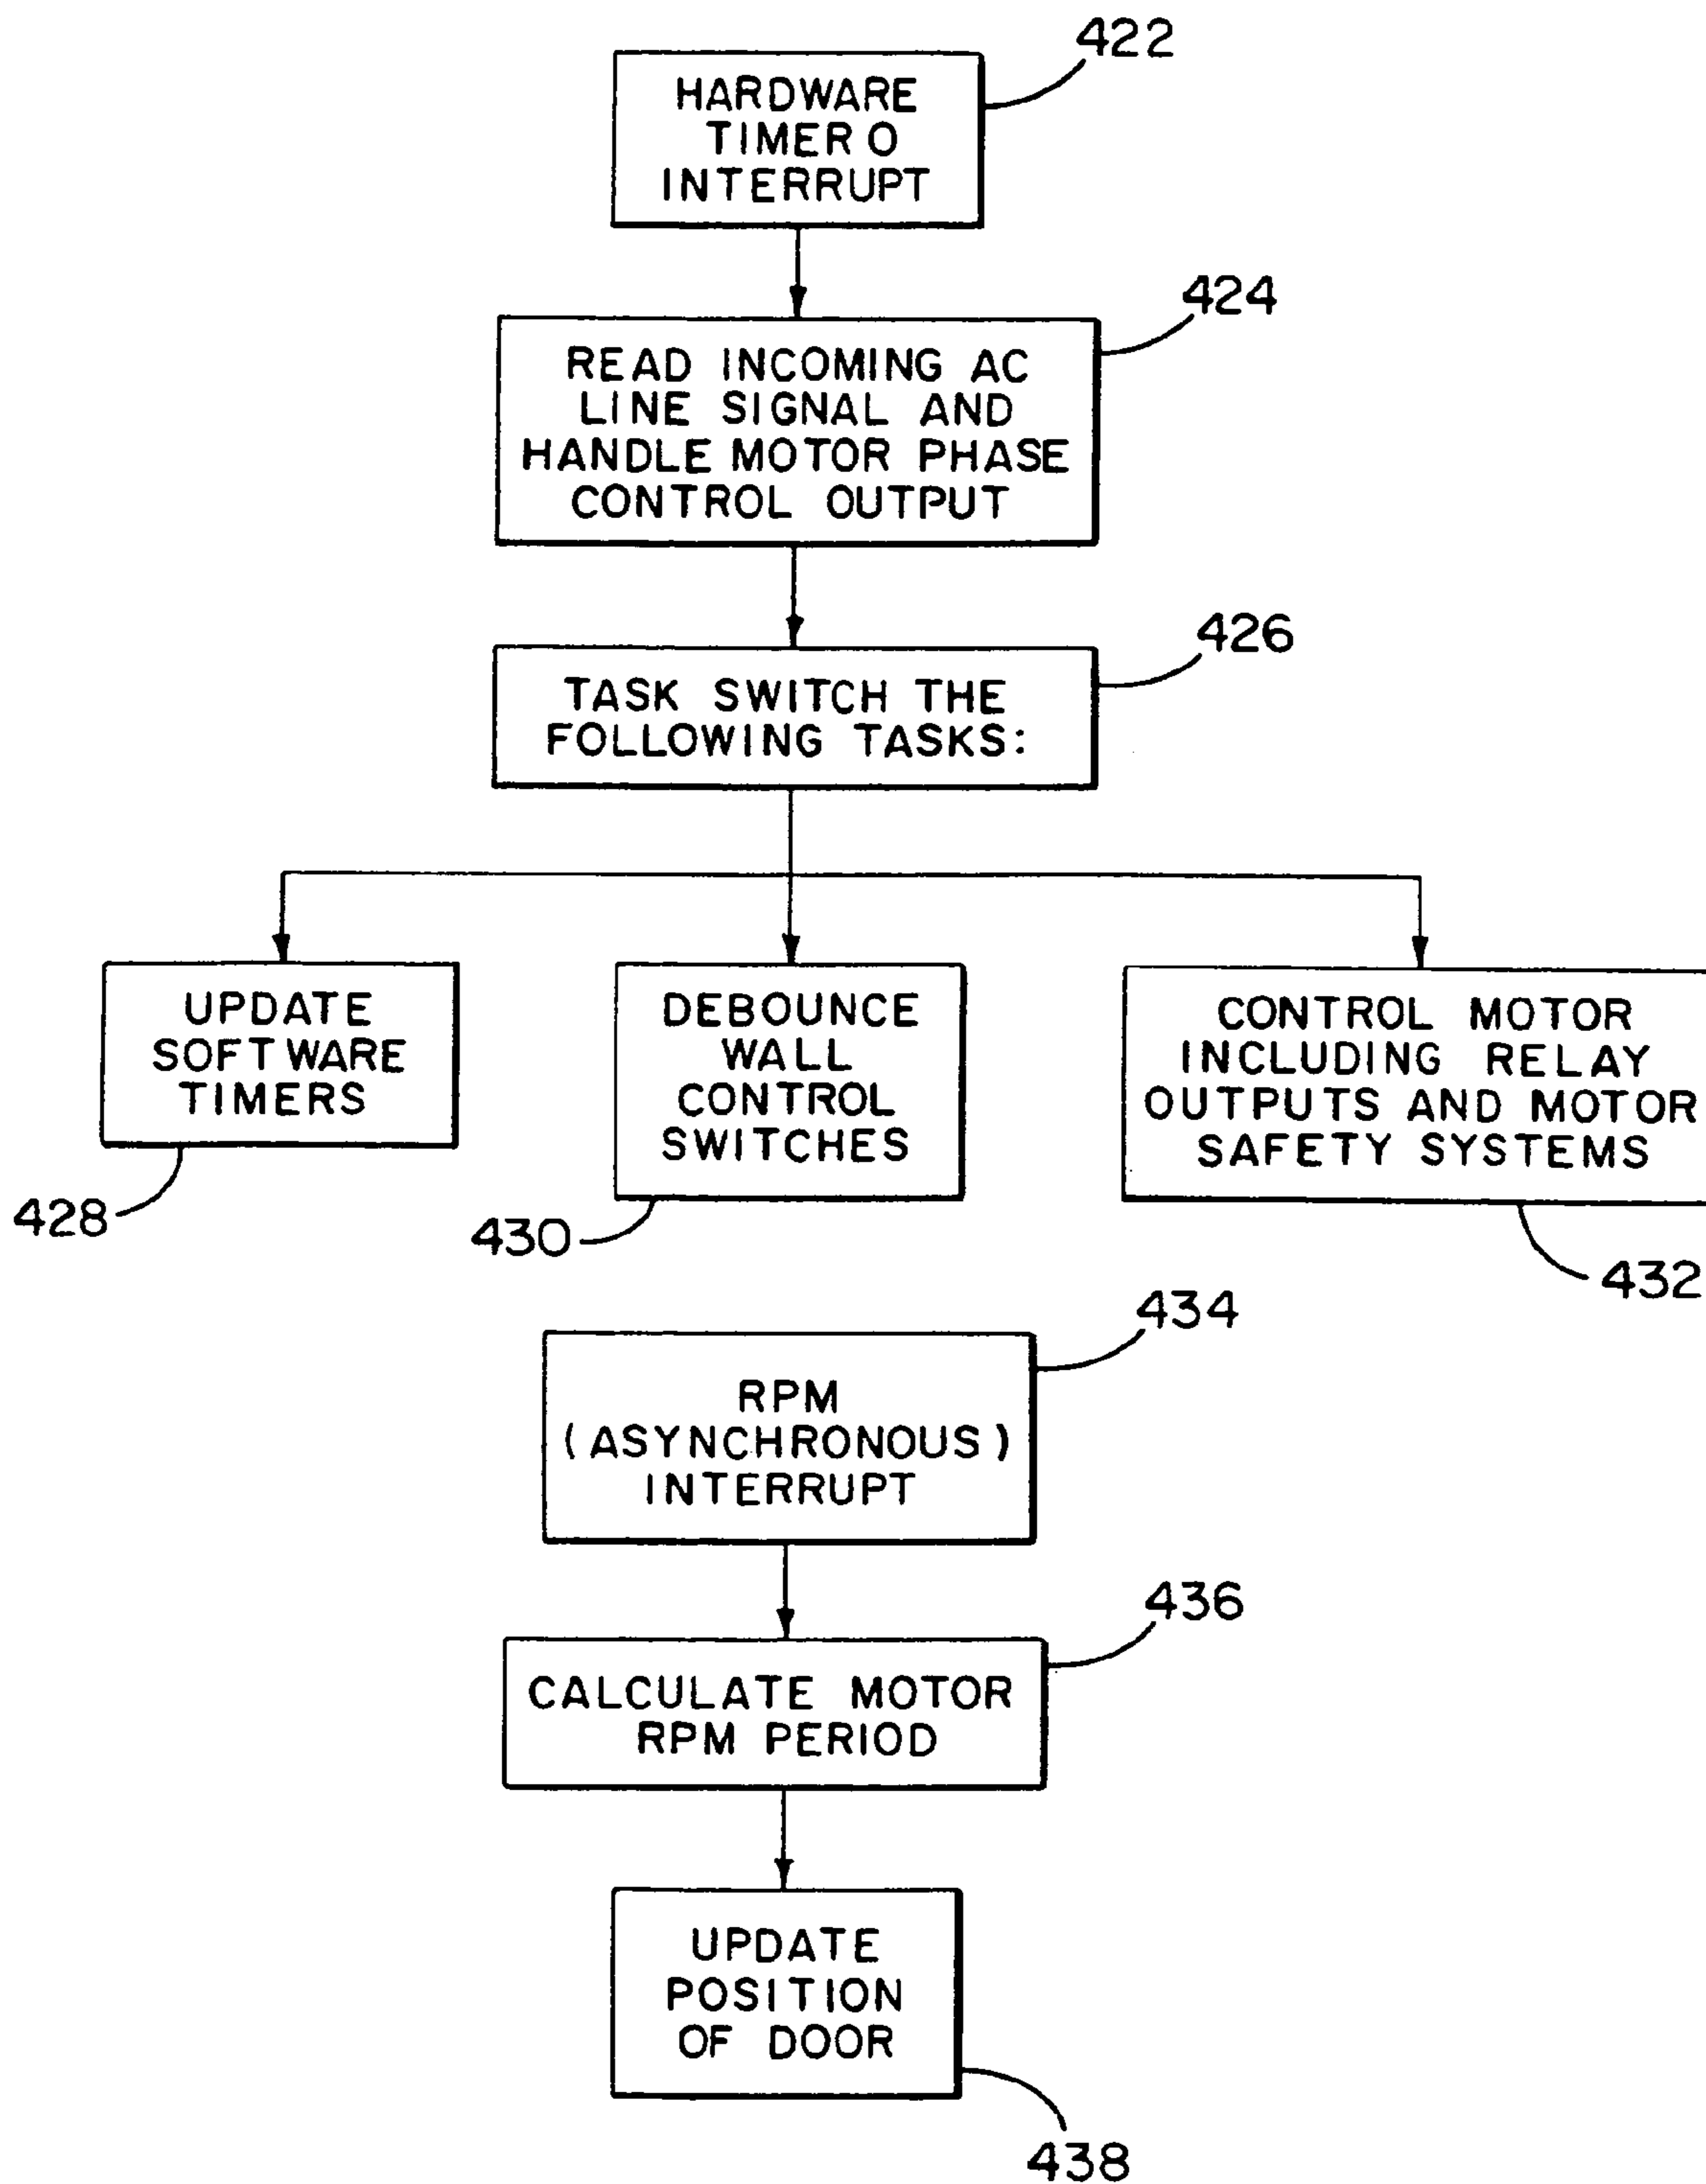 422
HARDWARE
TIMER 0
INTERRUPT
424
READ INCOMING AC
LINE SIGNAL AND
HANDLE MOTOR PHASE
CONTROL OUTPUT
426
TASK SWITCH THE
FOLLOWING TASKS:
UPDATE
SOFTWARE
TIMERS
428
DEBOUNCE
WALL
CONTROL
SWITCHES
430
CONTROL MOTOR
INCLUDING RELAY
OUTPUTS AND MOTOR
SAFETY SYSTEMS
432
434
RPM
(ASYNCHRONOUS)
INTERRUPT
436
CALCULATE MOTOR
RPM PERIOD
UPDATE
POSITION
OF DOOR
438